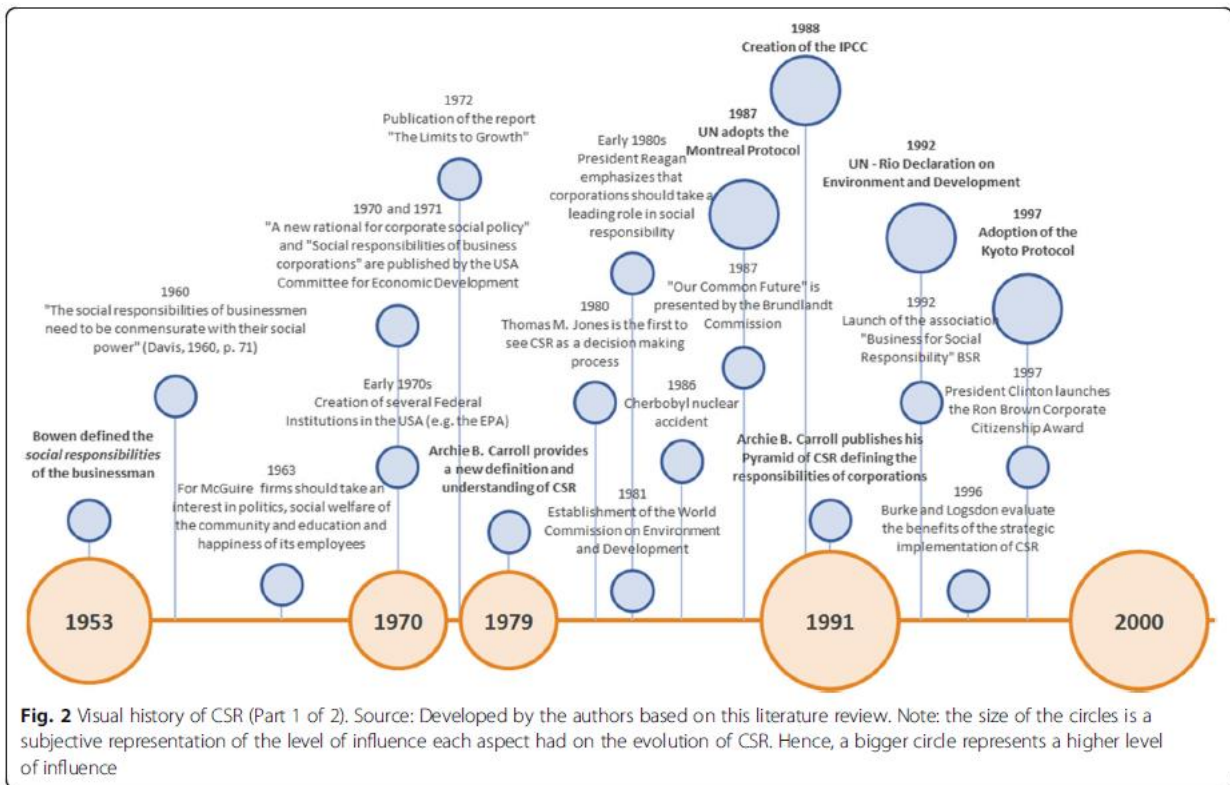 1988
Creation of the IPCC
1972
Publication of the report
"The Limits to Growth"
Early 1980s
President Reagan
emphasizes that
corporations should take a
leading role in social
responsibility
1987
UN adopts the
Montreal Protocol
1992
UN - Rio Declaration on
Environment and Development
1970 and 1971
"A new rational for corporate social policy"
and "Social responsibilities of business
corporations" are published by the USA
Committee for Economic Development
1997
Adoption of the
Kyoto Protocol
1960
"The social responsibilities of businessmen
need to be conmensurate with their social
power" (Davis, 1960, p. 71)
1980
Thomas M. Jones is the first to
see CSR as a decision making
process
1987
"Our Common Future" is
presented by the Brundlandt
Commission
1992
Launch of the association
"Business for Social
Responsibility" BSR
Early 1970s
Creation of several Federal
Institutions in the USA (e.g. the EPA)
1986
Cherbobyl nuclear
accident
1997
President Clinton launches
the Ron Brown Corporate
Citizenship Award
Bowen defined the
social responsibilities
of the businessman
1963
For McGuire firms should take an
interest in politics, social welfare of
the community and education and
happiness of its employees
Archie B. Carroll provides
a new definition and
understanding of CSR
1981
Establishment of the World
Commission on Environment
and Development
Archie B. Carroll publishes his
Pyramid of CSR defining the
responsibilities of corporations
1996
Burke and Logsdon evaluate
the benefits of the strategic
implementation of CSR
1953
1970
1979
1991
2000
Fig. 2 Visual history of CSR (Part 1 of 2). Source: Developed by the authors based on this literature review. Note: the size of the circles is a
subjective representation of the level of influence each aspect had on the evolution of CSR. Hence, a bigger circle represents a higher level
of influence